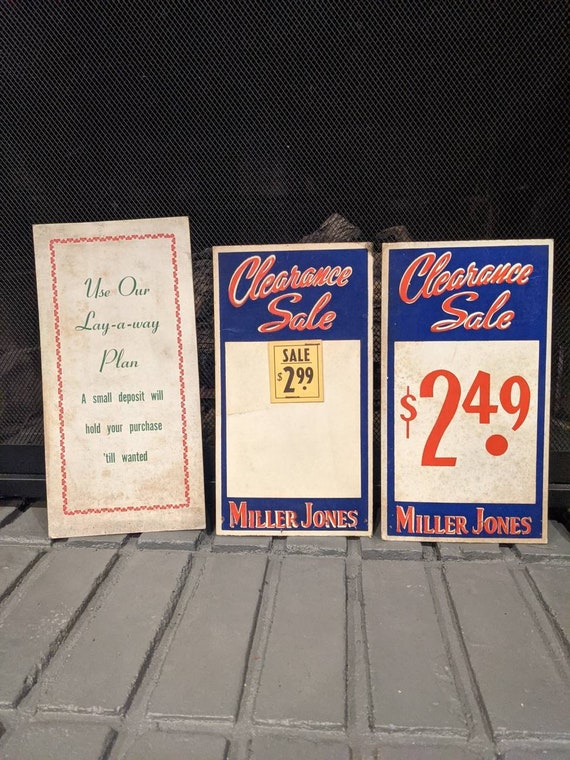 Use Our
Lay-a-way
Plan
A small deposit will
hold your purchase
'till wanted
Clearance
Sale
SALE
$2.99
MILLER JONES
Clearance
Sale
$2.49
MILLER JONES